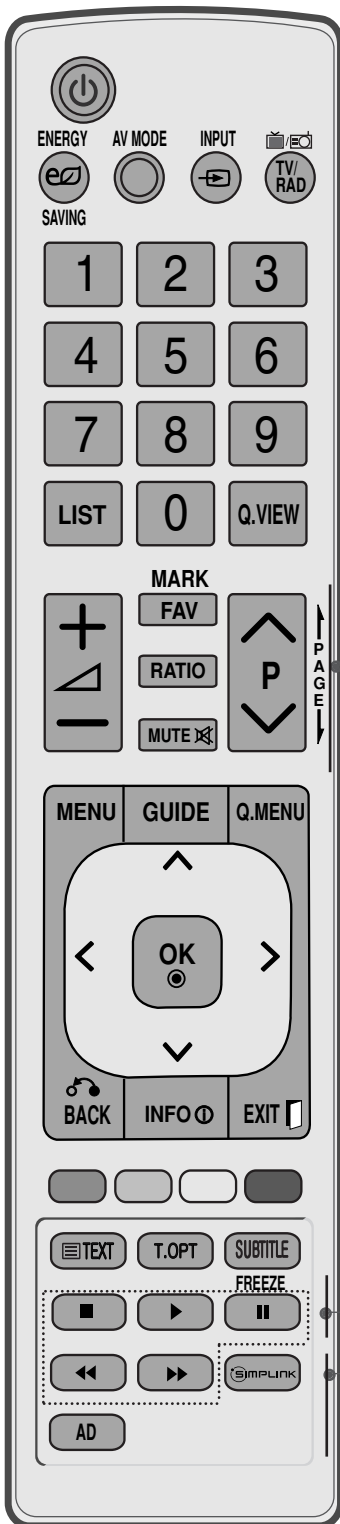 ENERGY AV MODE INPUT
TV/
RAD
SAVING
1 2 3
4 5 6
7 8 9
LIST 0 Q.VIEW
MARK
FAV
RATIO
P
PAGE
MUTE
MENU GUIDE Q.MENU
OK
BACK INFO EXIT
TEXT T.OPT SUBTITLE
FREEZE
SIMPLINK
AD